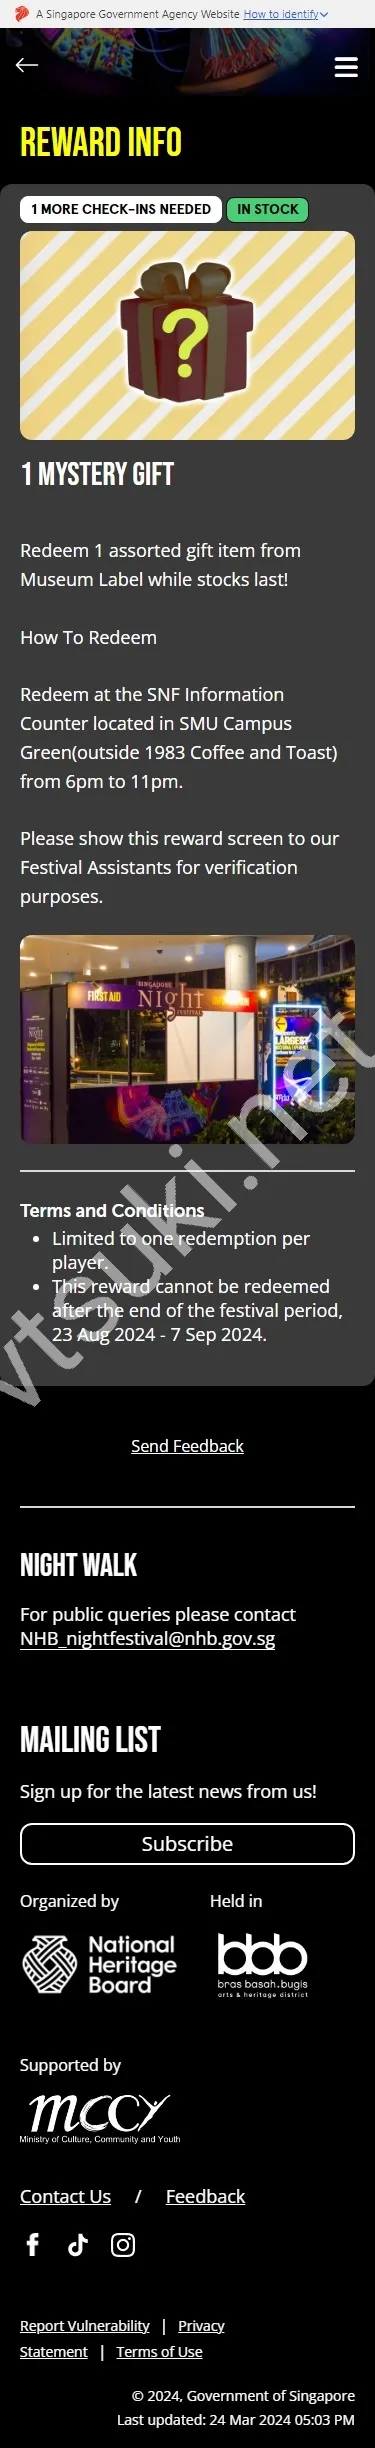 A Singapore Government Agency Website How to identify
REWARD INFO
1 MORE CHECK-INS NEEDED IN STOCK
?
1 MYSTERY GIFT
Redeem 1 assorted gift item from
Museum Label while stocks last!
How To Redeem
Redeem at the SNF Information
Counter located in SMU Campus
Green(outside 1983 Coffee and Toast)
from 6pm to 11pm.
Please show this reward screen to our
Festival Assistants for verification
purposes.
FIRST AID
SINGAPORE
Night
FESTIVAL
LARGEST
vtsuki.net
Terms and Conditions
• Limited to one redemption per
player.
• This reward cannot be redeemed
after the end of the festival period,
23 Aug 2024 - 7 Sep 2024.
Send Feedback
NIGHT WALK
For public queries please contact
NHB_nightfestival@nhb.gov.sg
MAILING LIST
Sign up for the latest news from us!
Subscribe
Organized by Held in
National
Heritage
Board
bbb
bras basah.bugis
arts & heritage district
Supported by
mccy
Ministry of Culture, Community and Youth
Contact Us / Feedback
Report Vulnerability | Privacy
Statement | Terms of Use
© 2024, Government of Singapore
Last updated: 24 Mar 2024 05:03 PM